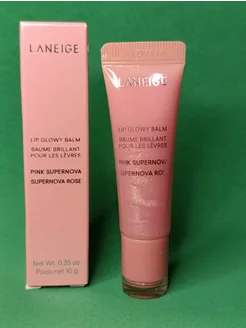 LANEIGE
LIP GLOWY BALM
BAUME BRILLANT
POUR LES LÈVRES
PINK SUPERNOVA
SUPERNOVA ROSE
Net Wt. 0.35 oz
Poids net 10 g
LANEIGE
LIP GLOWY BALM
BAUME BRILLANT
POUR LES LÈVRES
PINK SUPERNOVA
SUPERNOVA ROS